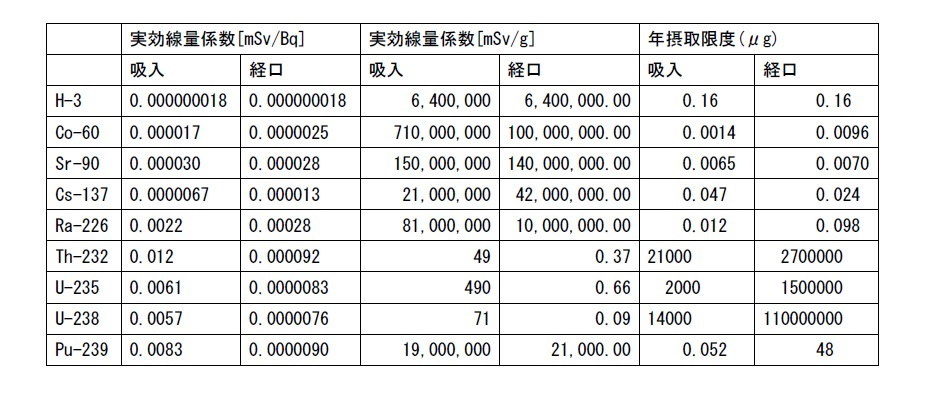 実効線量係数[mSv/Bq] 実効線量係数[mSv/g] 年摂取限度(μg)
吸入 経口 吸入 経口 吸入 経口
H-3 0.000000018 0.000000018 6,400,000 6,400,000.00 0.16 0.16
Co-60 0.000017 0.0000025 710,000,000 100,000,000.00 0.0014 0.0096
Sr-90 0.000030 0.000028 150,000,000 140,000,000.00 0.0065 0.0070
Cs-137 0.0000067 0.000013 21,000,000 42,000,000.00 0.047 0.024
Ra-226 0.0022 0.00028 81,000,000 10,000,000.00 0.012 0.098
Th-232 0.012 0.000092 49 0.37 21000 2700000
U-235 0.0061 0.0000083 490 0.66 2000 1500000
U-238 0.0057 0.0000076 71 0.09 14000 110000000
Pu-239 0.0083 0.0000090 19,000,000 21,000.00 0.052 48